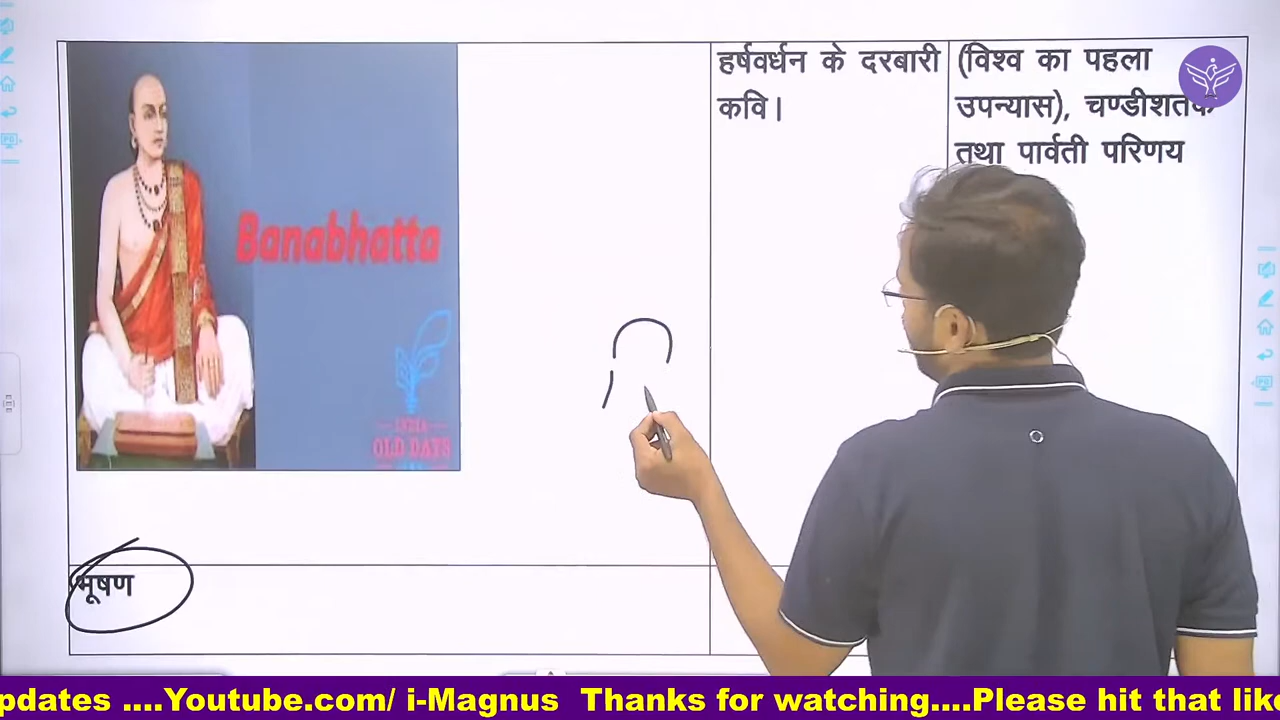 हर्षवर्धन के दरबारी
कवि।
(विश्व का पहला
उपन्यास), चण्डीशतक
तथा पार्वती परिणय
Banabhatta
INDIA
OLD DAYS
भूषण
pdates ....Youtube.com/ i-Magnus Thanks for watching....Please hit that like